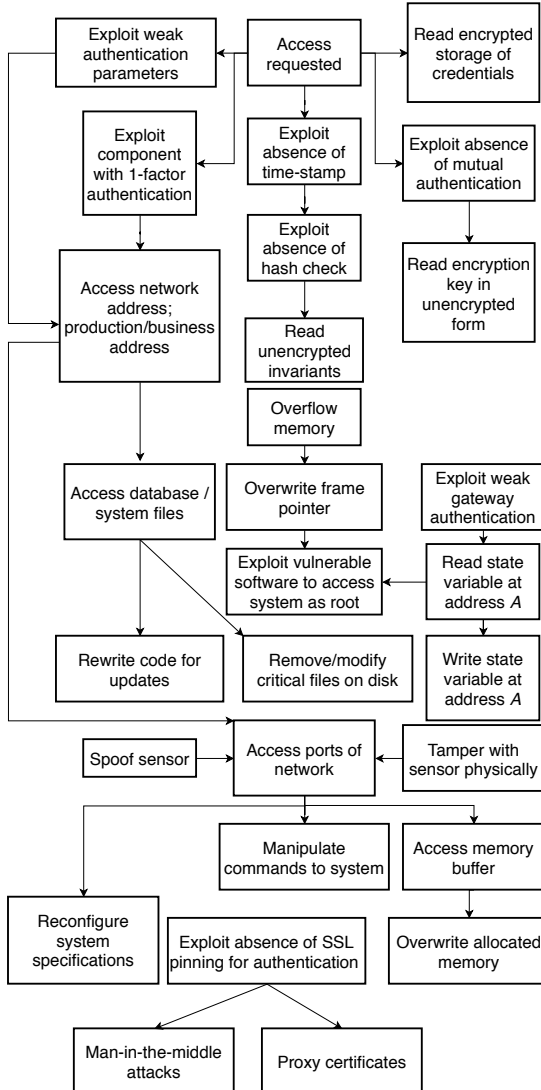 Exploit weak
authentication
parameters
Access
requested
Read encrypted
storage of
credentials
Exploit
component
with 1-factor
authentication
Exploit
absence of
time-stamp
Exploit absence
of mutual
authentication
Exploit
absence of
hash check
Access network
address;
production/business
address
Read encryption
key in
unencrypted
form
Read
unencrypted
invariants
Overflow
memory
Access database /
system files
Overwrite frame
pointer
Exploit weak
gateway
authentication
Exploit vulnerable
software to access
system as root
Read state
variable at
address A
Rewrite code for
updates
Remove/modify
critical files on disk
Write state
variable at
address A
Spoof sensor
Access ports of
network
Tamper with
sensor physically
Manipulate
commands to system
Access memory
buffer
Reconfigure
system
specifications
Exploit absence of SSL
pinning for authentication
Overwrite allocated
memory
Man-in-the-middle
attacks
Proxy certificates